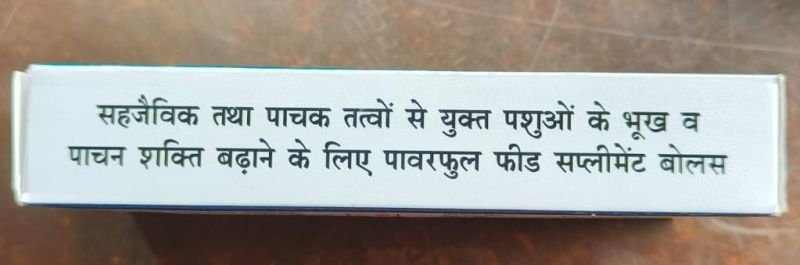 सहजैविक तथा पाचक तत्वों से युक्त पशुओं के भूख व
पाचन शक्ति बढ़ाने के लिए पावरफुल फीड सप्लीमेंट बोलस